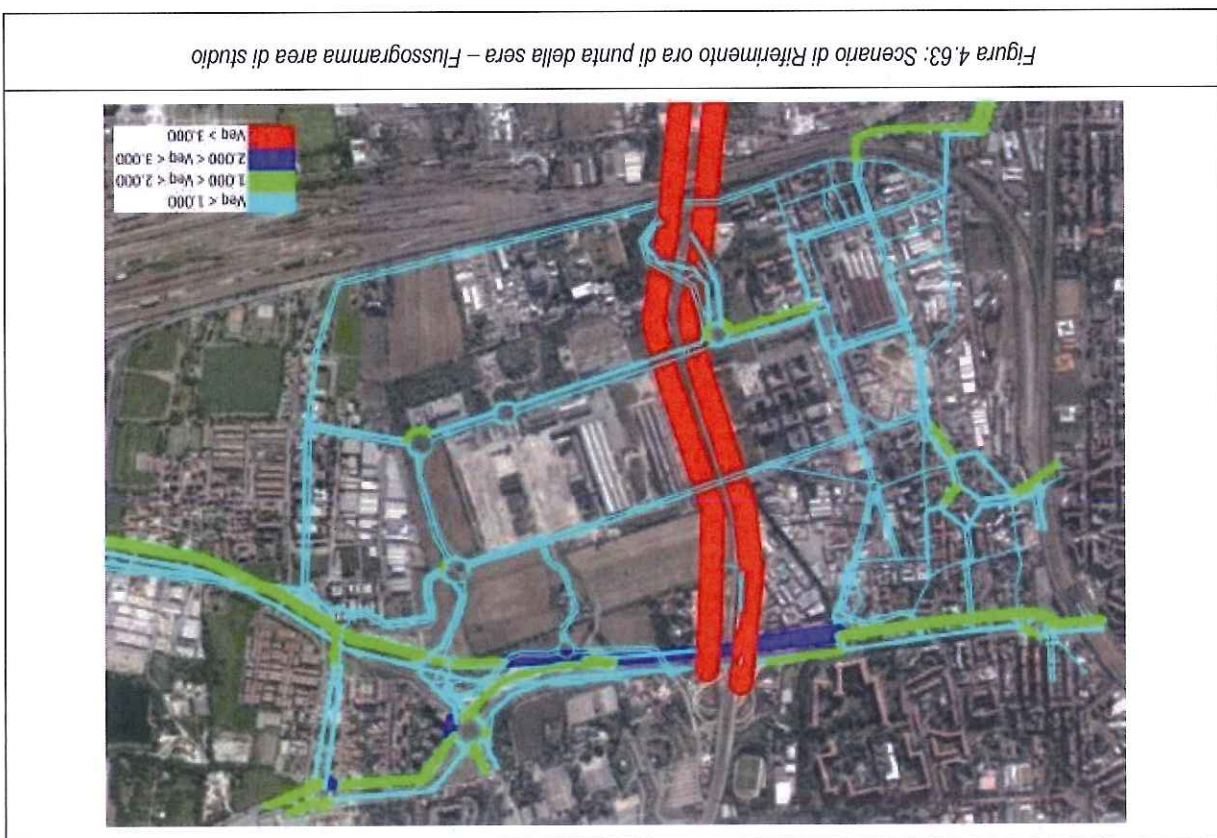 Veq < 1.000
1.000 < Veq < 2.000
2.000 < Veq < 3.000
Veq > 3.000
Figura 4.63: Scenario di Riferimento ora di punta della sera – Flussogramma area di studio